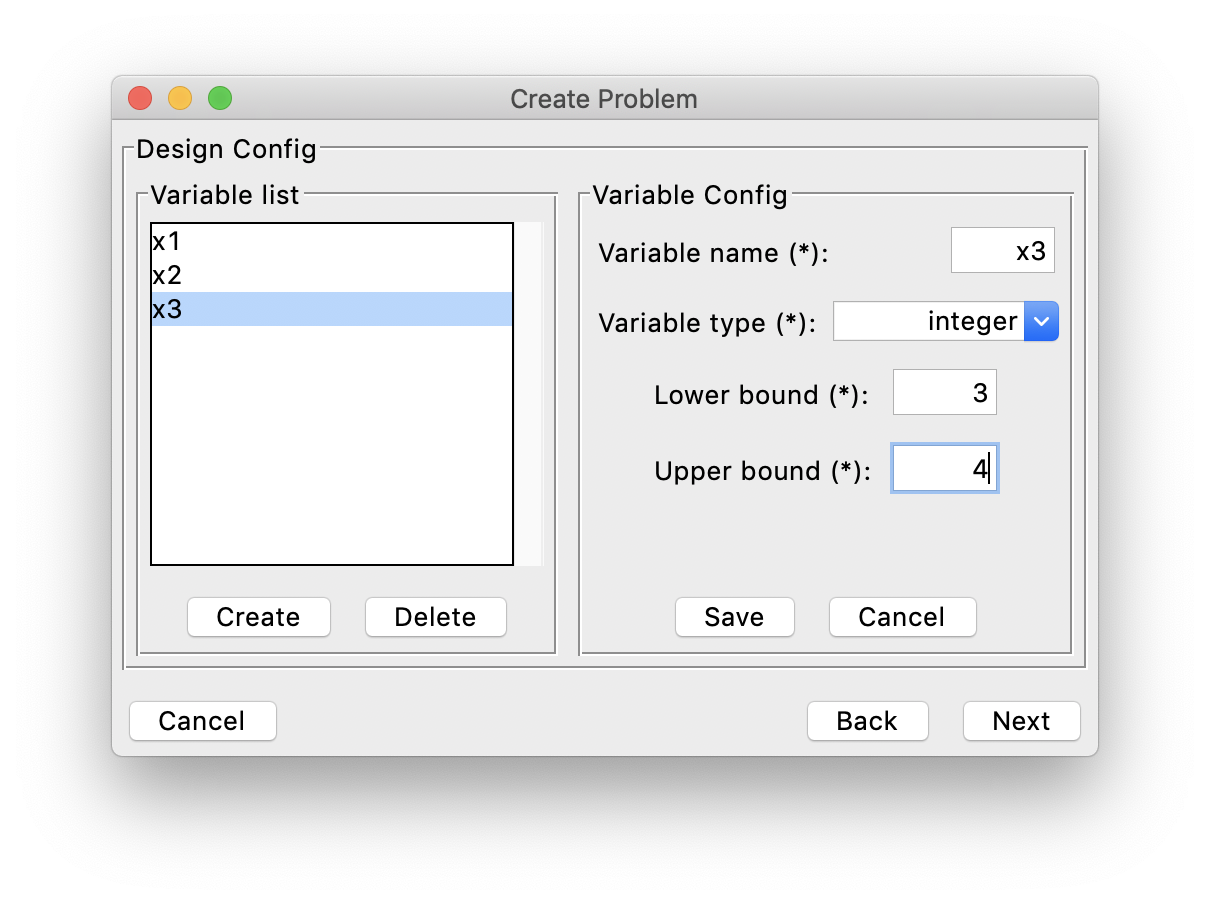 Create Problem
Design Config
Variable list
x1
x2
x3
Create
Delete
Variable Config
Variable name (*):
x3
Variable type (*):
integer
Lower bound (*):
3
Upper bound (*):
4
Save
Cancel
Cancel
Back
Next